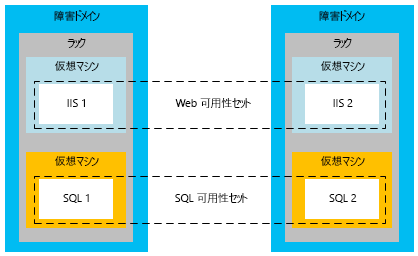 障害ドメイン
障害ドメイン
ラック
ラック
仮想マシン
仮想マシン
IIS 1
Web 可用性セット
IIS 2
仮想マシン
仮想マシン
SQL 1
SQL 可用性セット
SQL 2